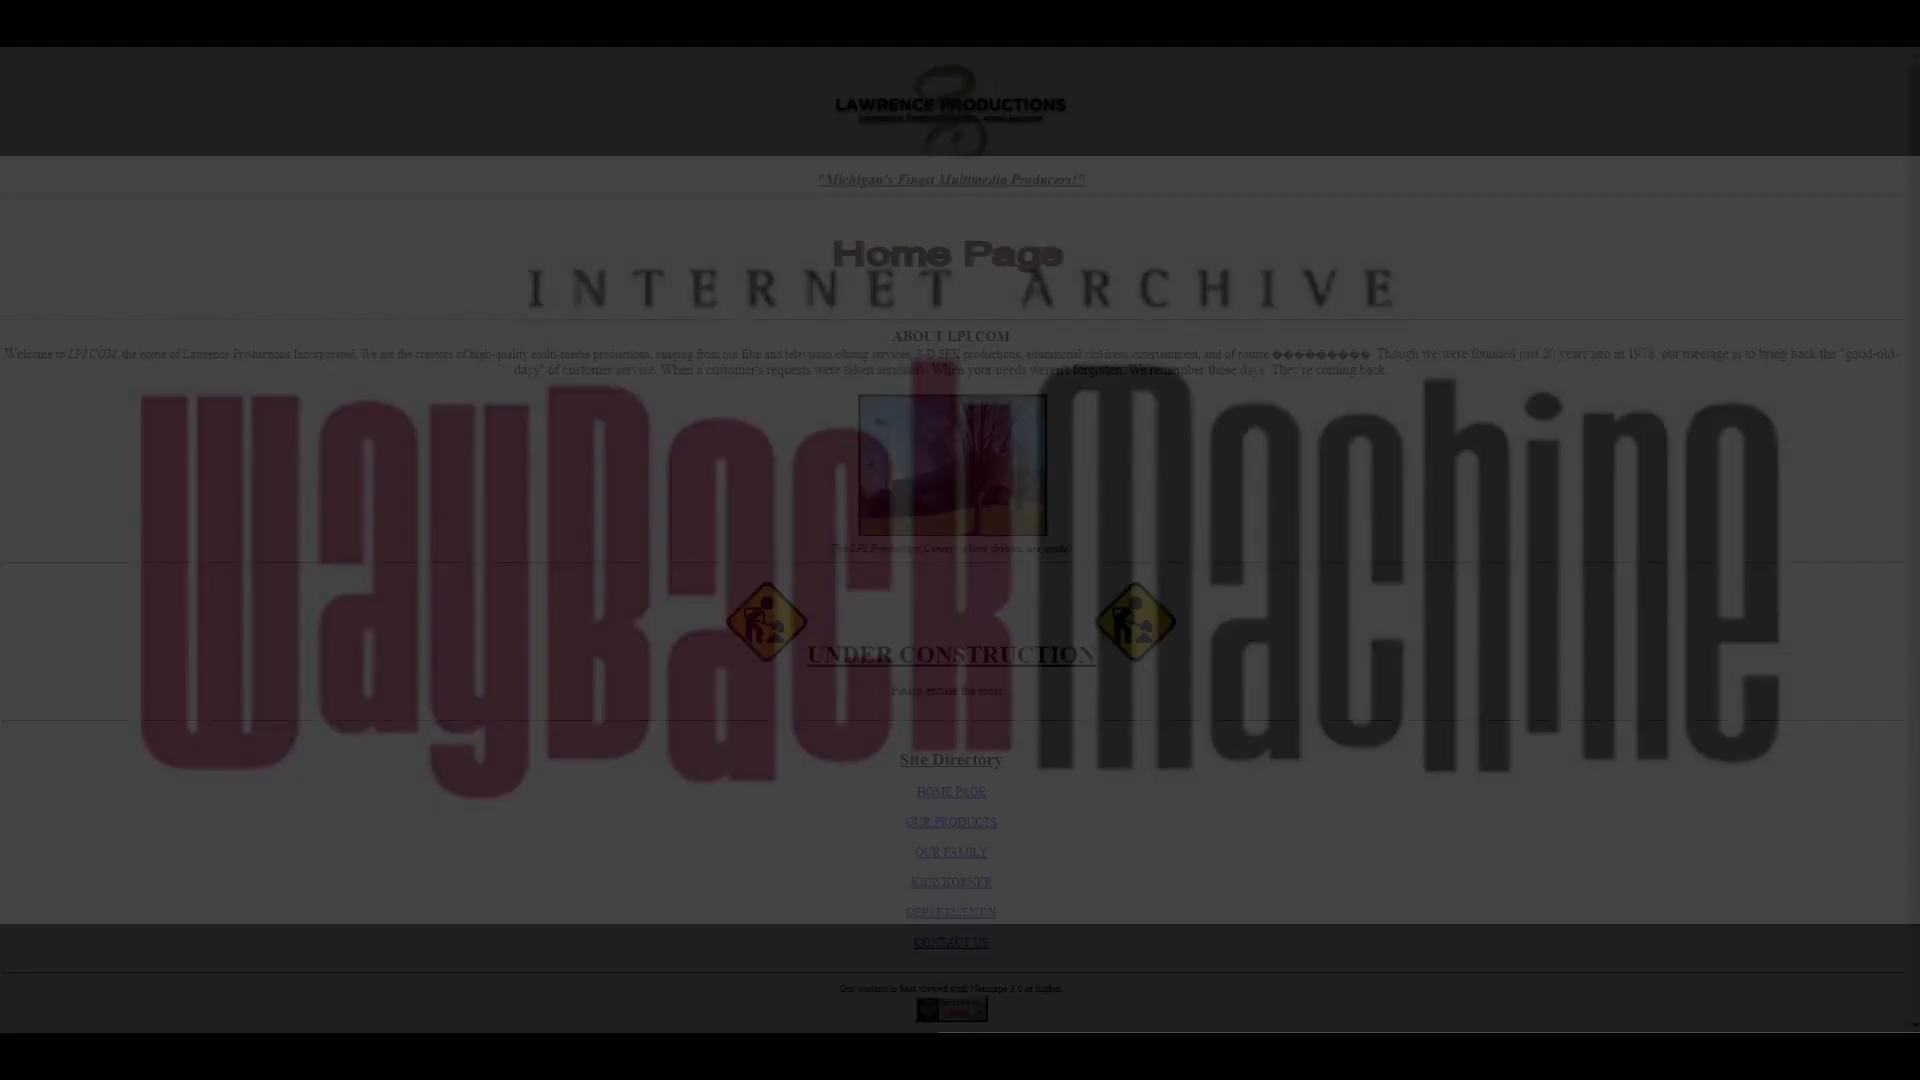 LAWRENCE PRODUCTIONS
"Michigan's Finest Multimedia Producers!"
Home Page
INTERNET ARCHIVE
ABOUT LPI.COM
Welcome to LPI.COM, the home of Lawrence Productions Incorporated. We are the creators of high-quality multi-media productions, ranging from our film and television editing services, 3-D SFX productions, educational childrens entertainment, and of course ���������. Though we were founded just 20 years ago in 1978, our message is to bring back the "good-old-
days" of customer service. When a customer's requests were taken seriously. When your needs weren't forgotten. We remember those days. They're coming back.
WayBack Machine
The LPI Production Center, where dreams are made!
UNDER CONSTRUCTION
Please excuse the mess
Site Directory
HOME PAGE
OUR PRODUCTS
OUR FAMILY
KIDZ KORNER
DEPARTMENT X
CONTACT US
Our website is best viewed with Netscape 3.0 or higher.